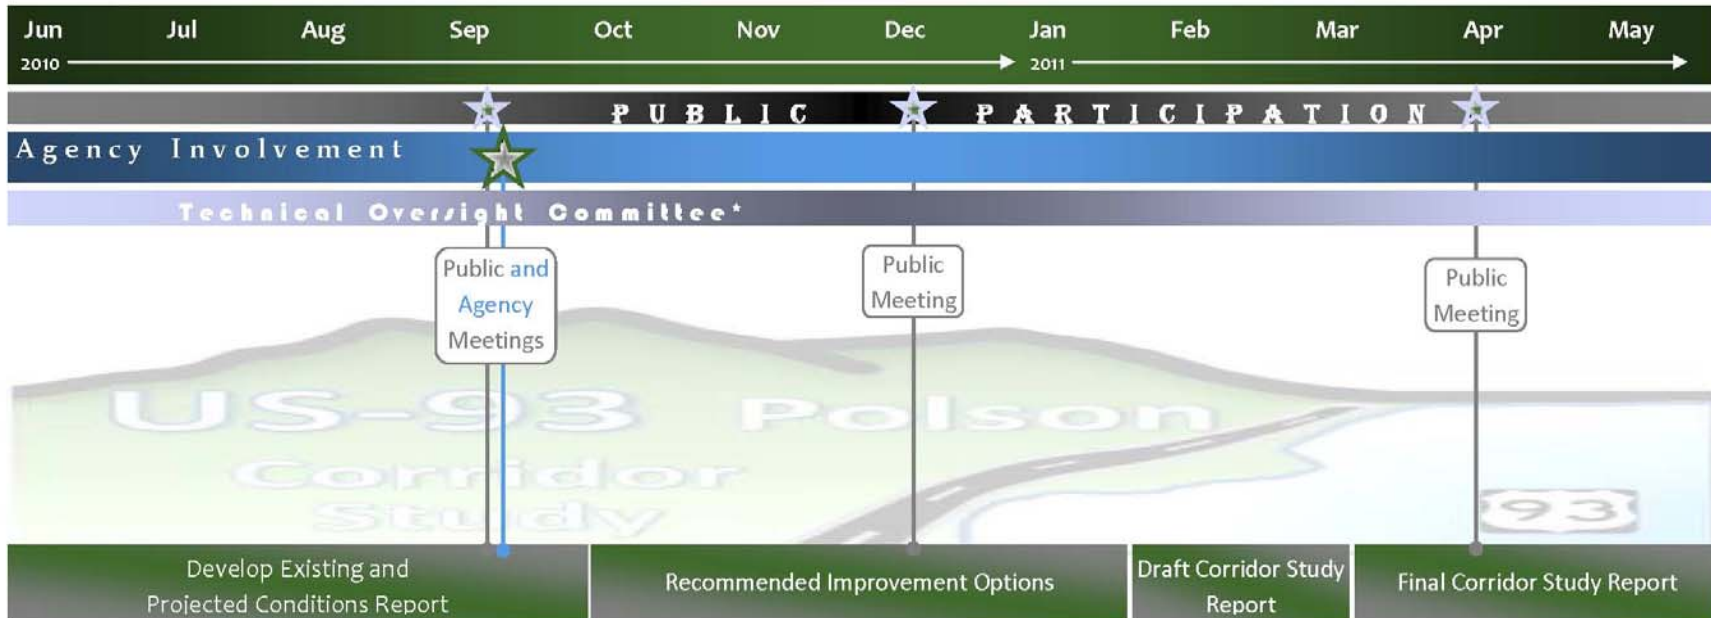 Jun Jul Aug Sep Oct Nov Dec Jan Feb Mar Apr May
2010 2011
PUBLIC PARTICIPATION
Agency Involvement
Technical Oversight Committee*
Public and
Agency
Meetings
Public
Meeting
Public
Meeting
US-93 Polson
Corridor
Study
93
Develop Existing and
Projected Conditions Report
Recommended Improvement Options
Draft Corridor Study
Report
Final Corridor Study Report